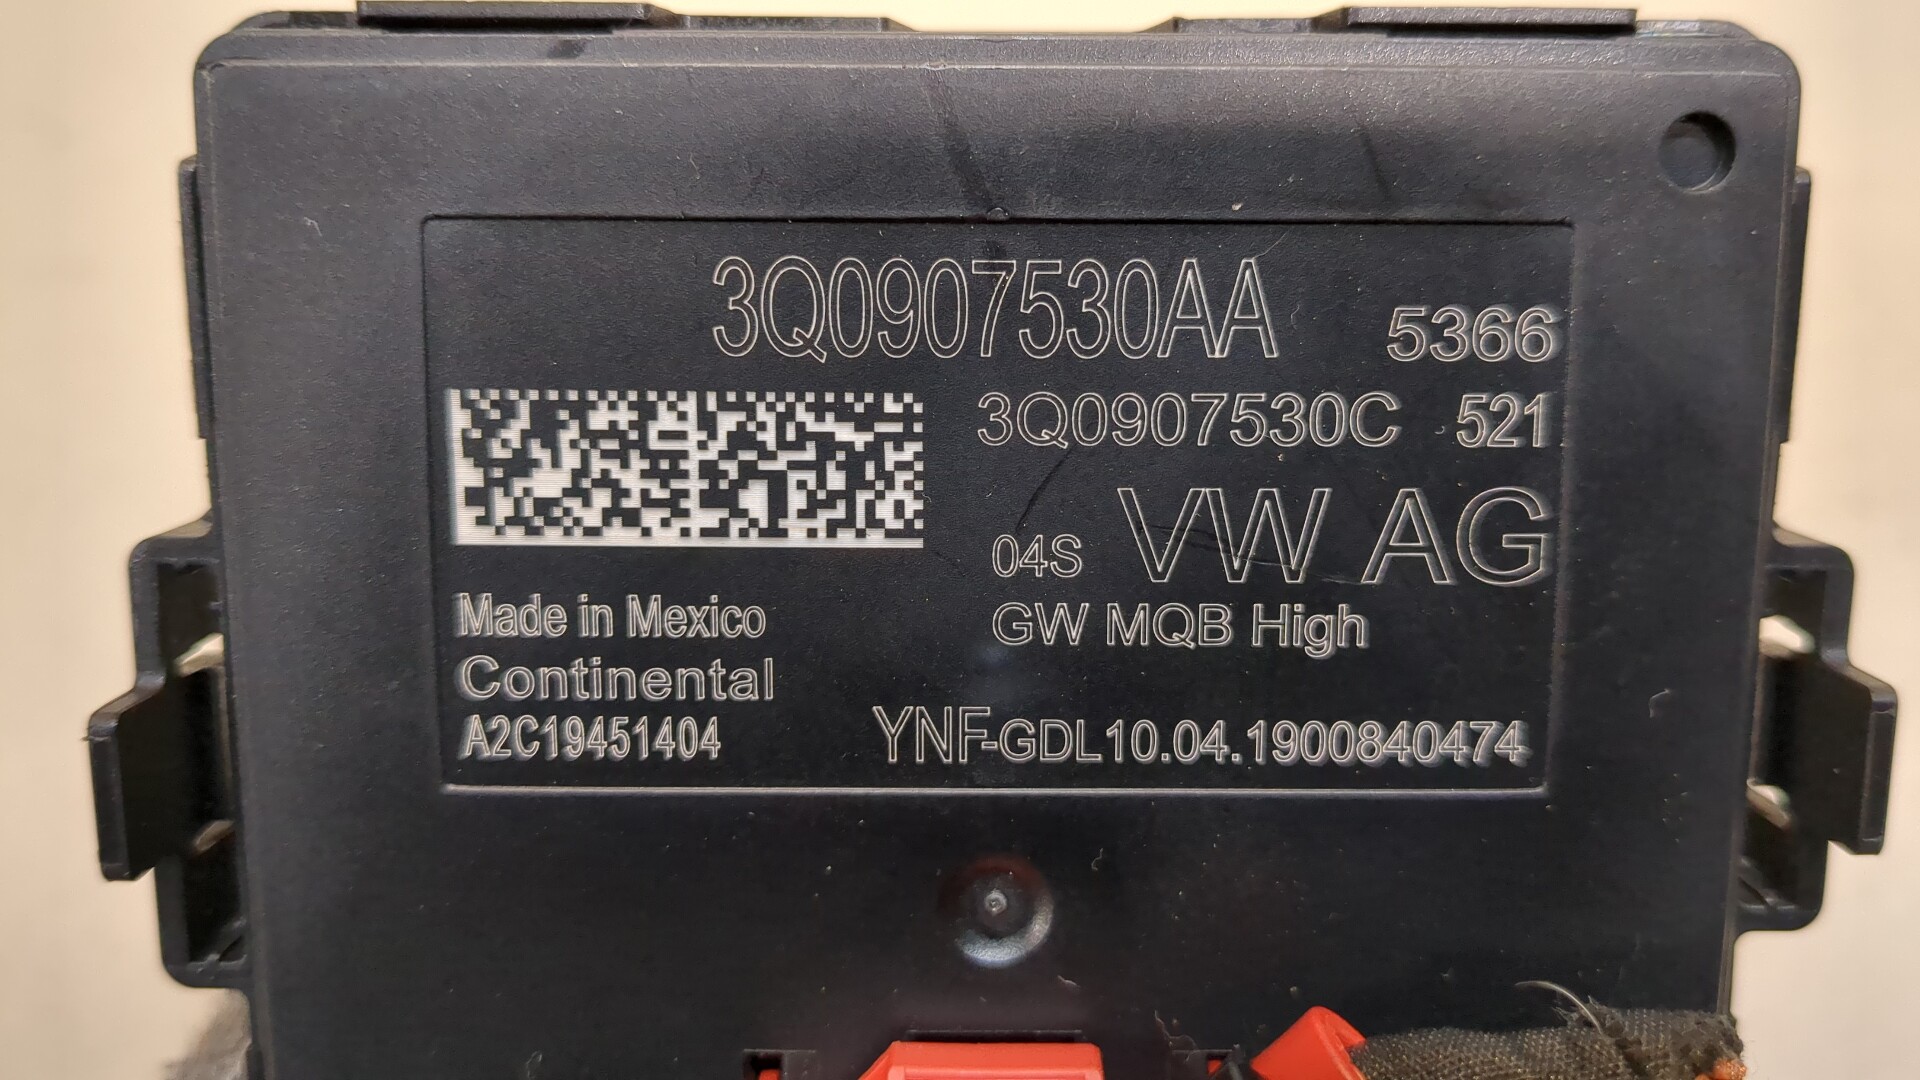 3Q0907530AA 5366
3Q0907530C 521
04S VW AG
GW MQB High
Made in Mexico
Continental
A2C19451404
YNF-GDL10.04.1900840474